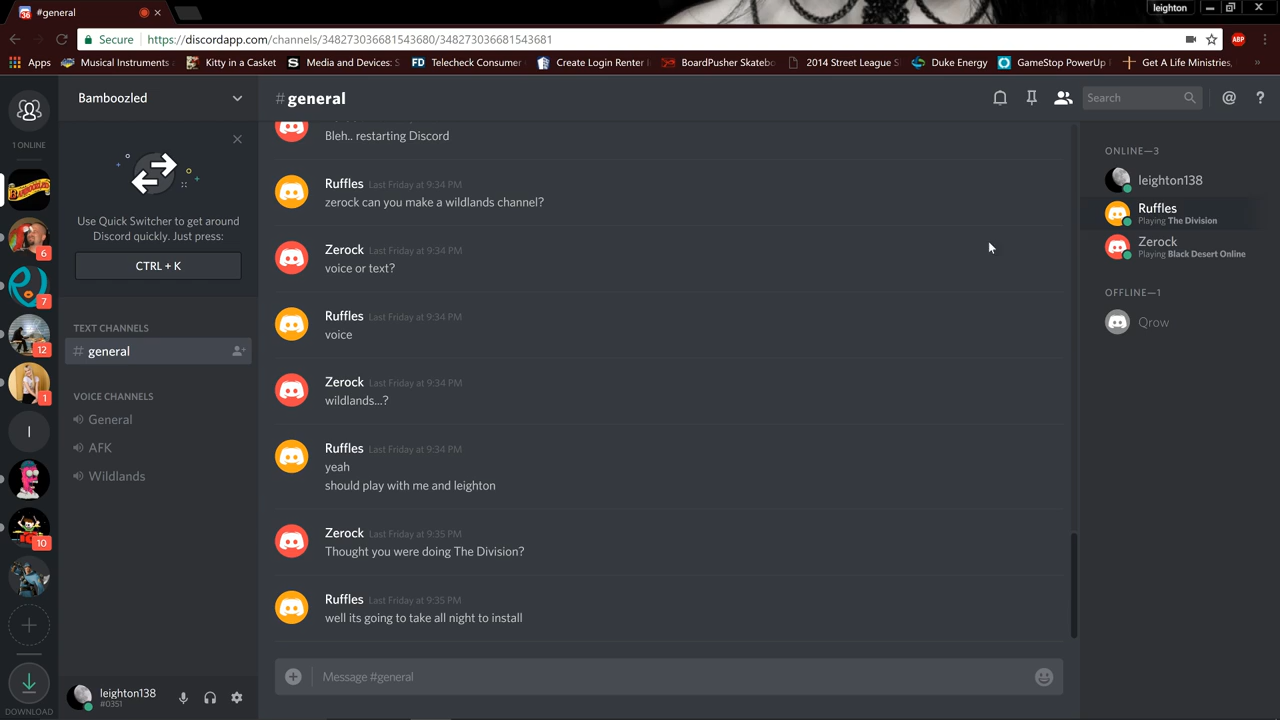 #general
leighton
Secure https://discordapp.com/channels/348273036681543680/348273036681543681
ABP
Apps Musical Instruments Kitty in a Casket Media and Devices: S Telecheck Consumer Create Login Renter BoardPusher Skateb 2014 Street League S Duke Energy GameStop PowerUp Get A Life Ministries, »
Bamboozled
#general
Search
1 ONLINE
Use Quick Switcher to get around
Discord quickly. Just press:
CTRL + K
TEXT CHANNELS
# general
VOICE CHANNELS
General
AFK
Wildlands
6
7
12
1
I
10
DOWNLOAD
leighton138
#0351
Bleh.. restarting Discord
Ruffles Last Friday at 9:34 PM
zerock can you make a wildlands channel?
Zerock Last Friday at 9:34 PM
voice or text?
Ruffles Last Friday at 9:34 PM
voice
Zerock Last Friday at 9:34 PM
wildlands...?
Ruffles Last Friday at 9:34 PM
yeah
should play with me and leighton
Zerock Last Friday at 9:35 PM
Thought you were doing The Division?
Ruffles Last Friday at 9:35 PM
well its going to take all night to install
Message #general
ONLINE—3
leighton138
Ruffles
Playing The Division
Zerock
Playing Black Desert Online
OFFLINE—1
Qrow